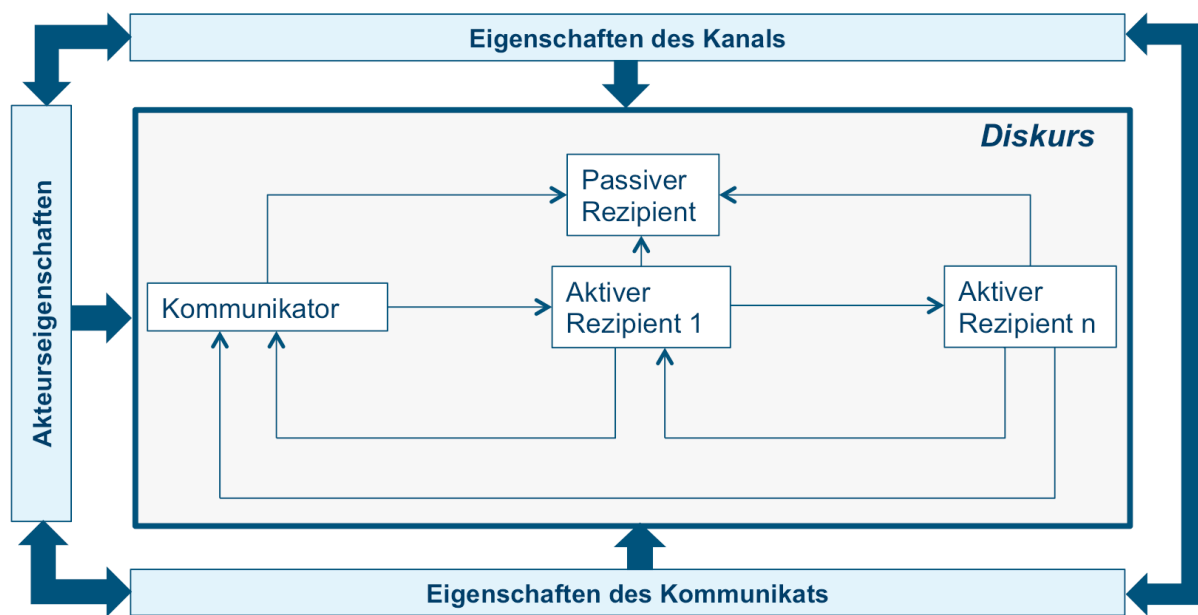 Eigenschaften des Kanals
Diskurs
Akteurseigenschaften
Passiver
Rezipient
Kommunikator
Aktiver
Rezipient 1
Aktiver
Rezipient n
Eigenschaften des Kommunikats